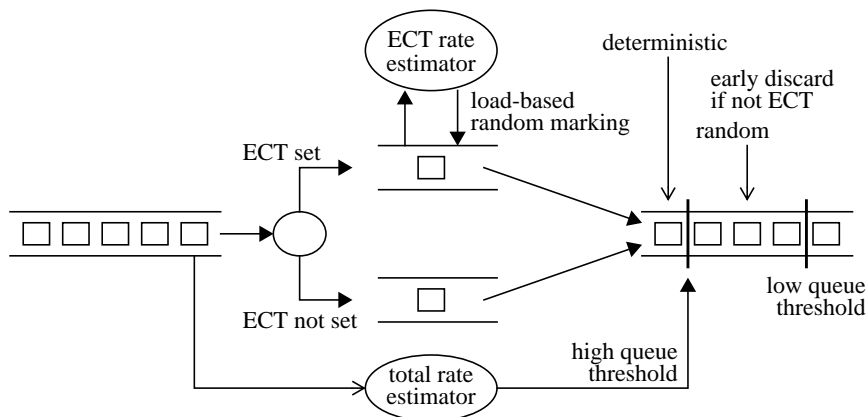 ECT rate
estimator
deterministic
early discard
if not ECT
random
load-based
random marking
ECT set
ECT not set
low queue
threshold
high queue
threshold
total rate
estimator